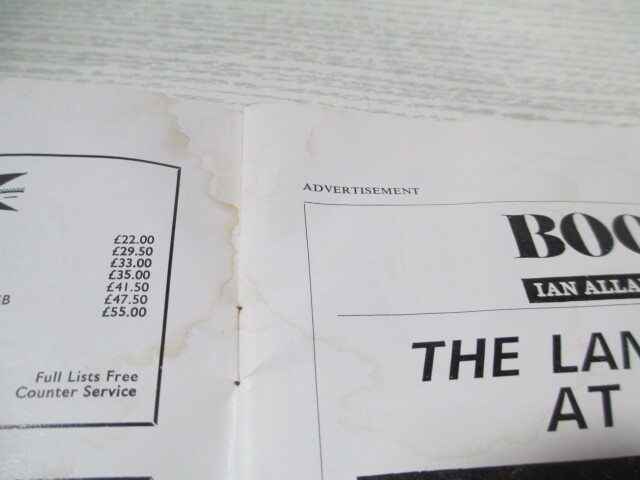 £22.00
£29.50
£33.00
£35.00
£41.50
£47.50
£55.00
Full Lists Free
Counter Service
ADVERTISEMENT
BOO
IAN ALLA
THE LAN
AT